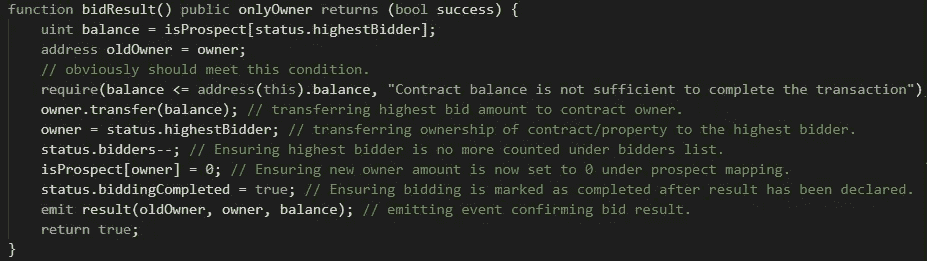 function bidResult() public onlyOwner returns (bool success) {
    uint balance = isProspect[status.highestBidder];
    address oldOwner = owner;
    // obviously should meet this condition.
    require(balance <= address(this).balance, "Contract balance is not sufficient to complete the transaction")
    owner.transfer(balance); // transferring highest bid amount to contract owner.
    owner = status.highestBidder; // transferring ownership of contract/property to the highest bidder.
    status.bidders--; // Ensuring highest bidder is no more counted under bidders list.
    isProspect[owner] = 0; // Ensuring new owner amount is now set to 0 under prospect mapping.
    status.biddingCompleted = true; // Ensuring bidding is marked as completed after result has been declared.
    emit result(oldOwner, owner, balance); // emitting event confirming bid result.
    return true;
}